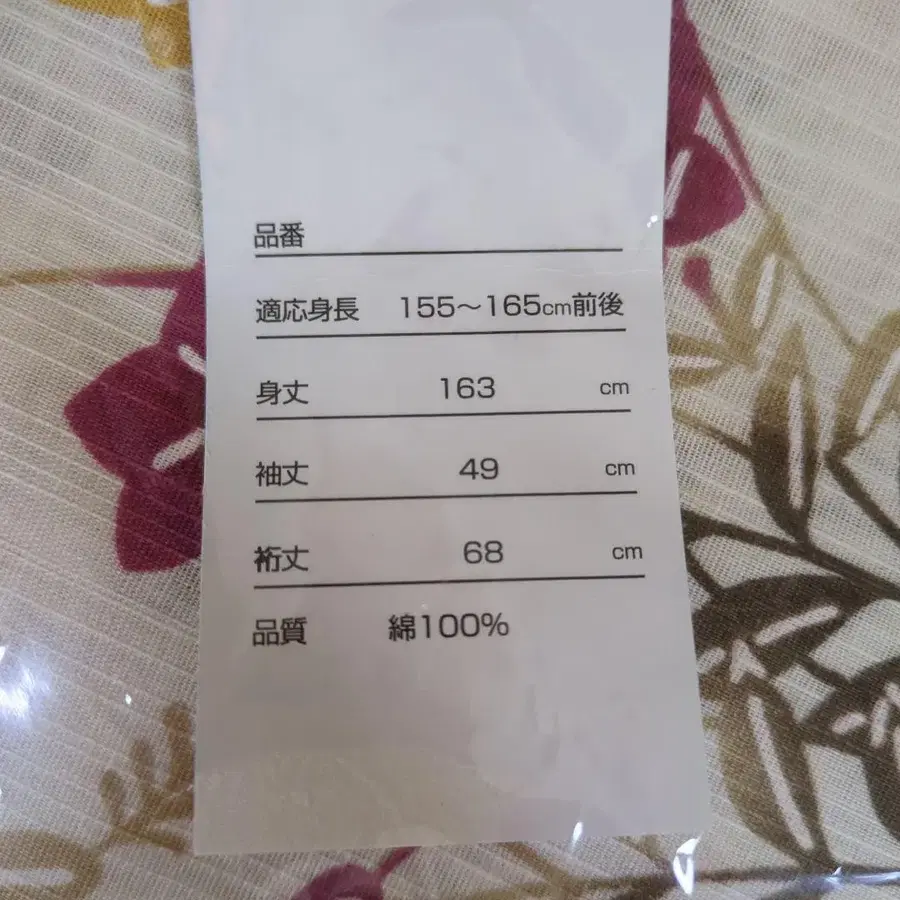 品番
適応身長 155～165cm前後
身丈 163 cm
袖丈 49 cm
裄丈 68 cm
品質 綿100%